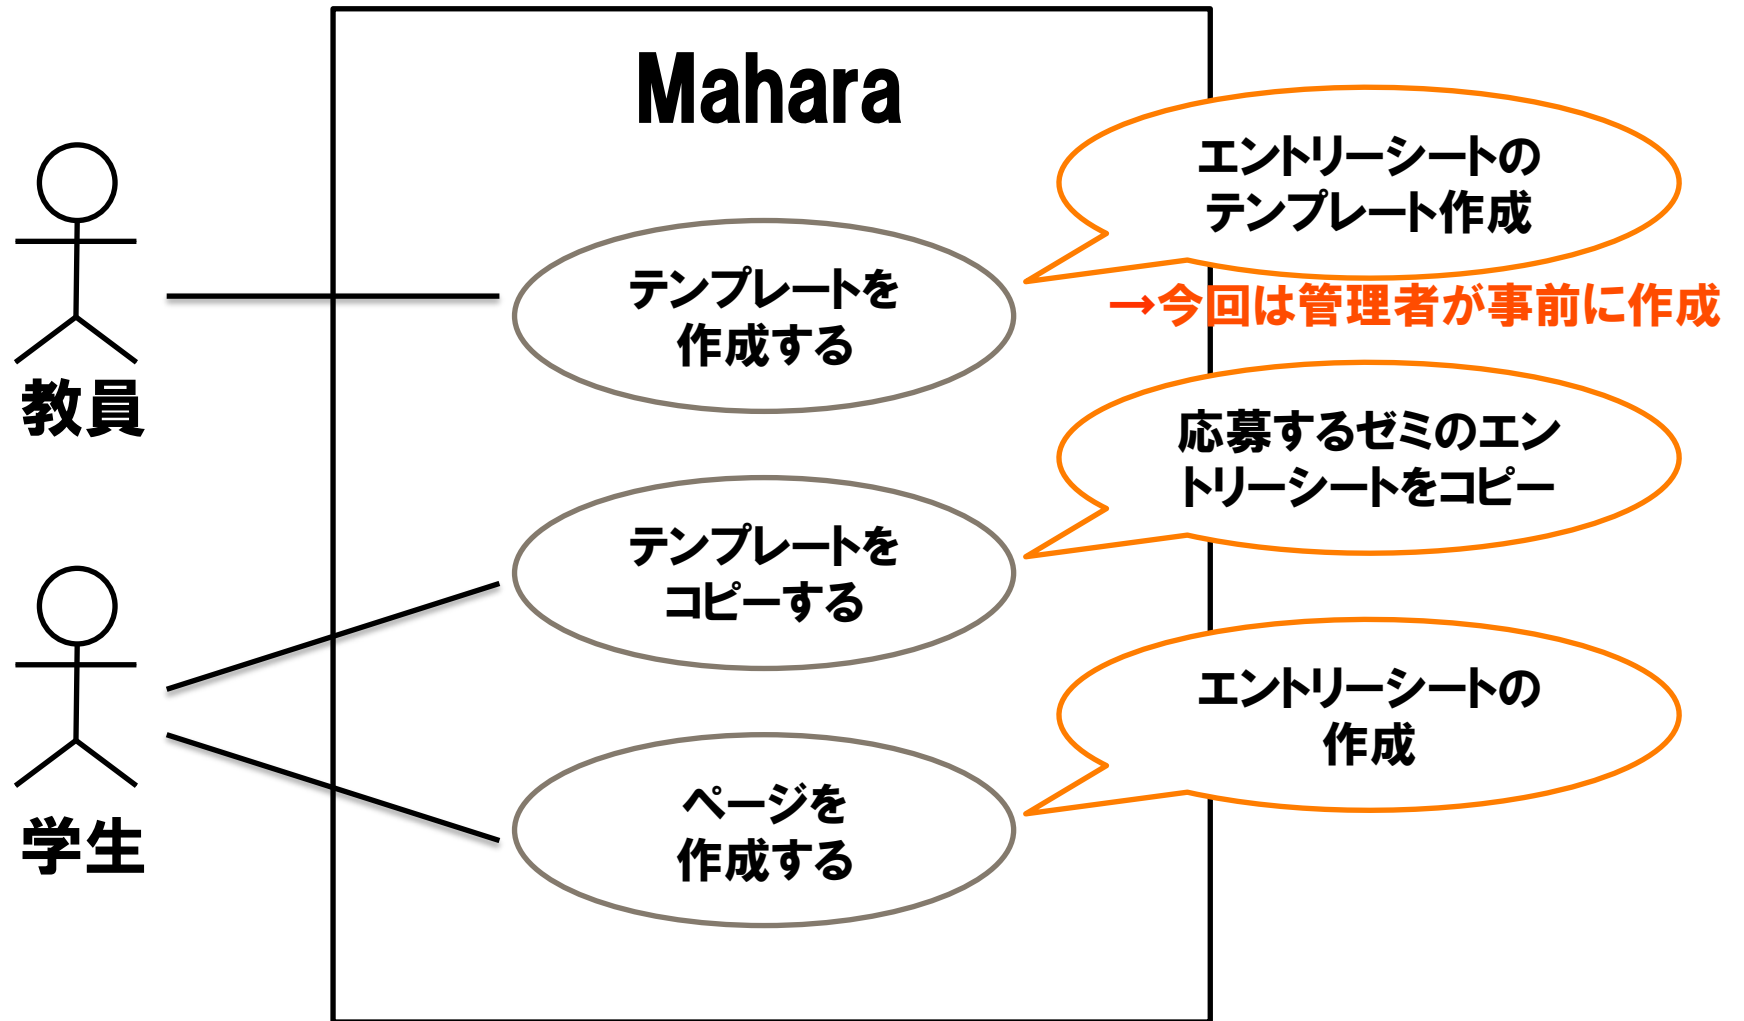 Mahara
エントリーシートの
テンプレート作成
テンプレートを
作成する
→今回は管理者が事前に作成
教員
応募するゼミのエン
トリーシートをコピー
テンプレートを
コピーする
エントリーシートの
作成
ページを
作成する
学生